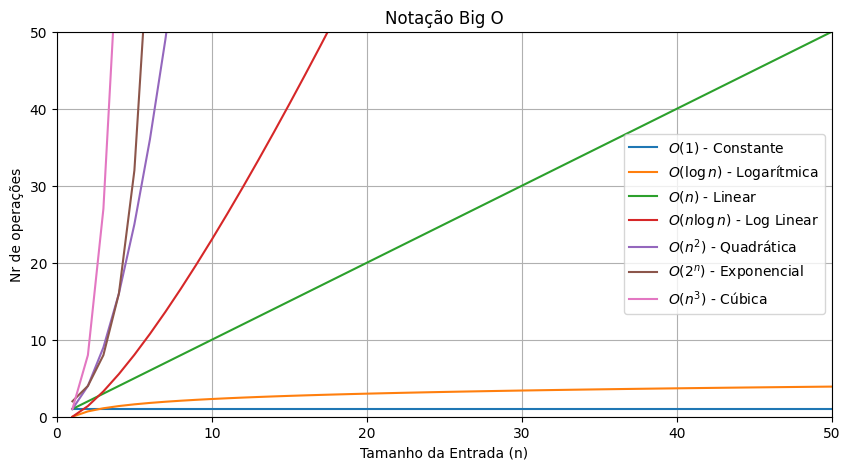 Notação Big O
Nr de operações
50
40
30
20
10
0
O(1) - Constante
O(log n) - Logarítmica
O(n) - Linear
O(nlog n) - Log Linear
O(n²) - Quadrática
O(2ⁿ) - Exponencial
O(n³) - Cúbica
0 10 20 30 40 50
Tamanho da Entrada (n)